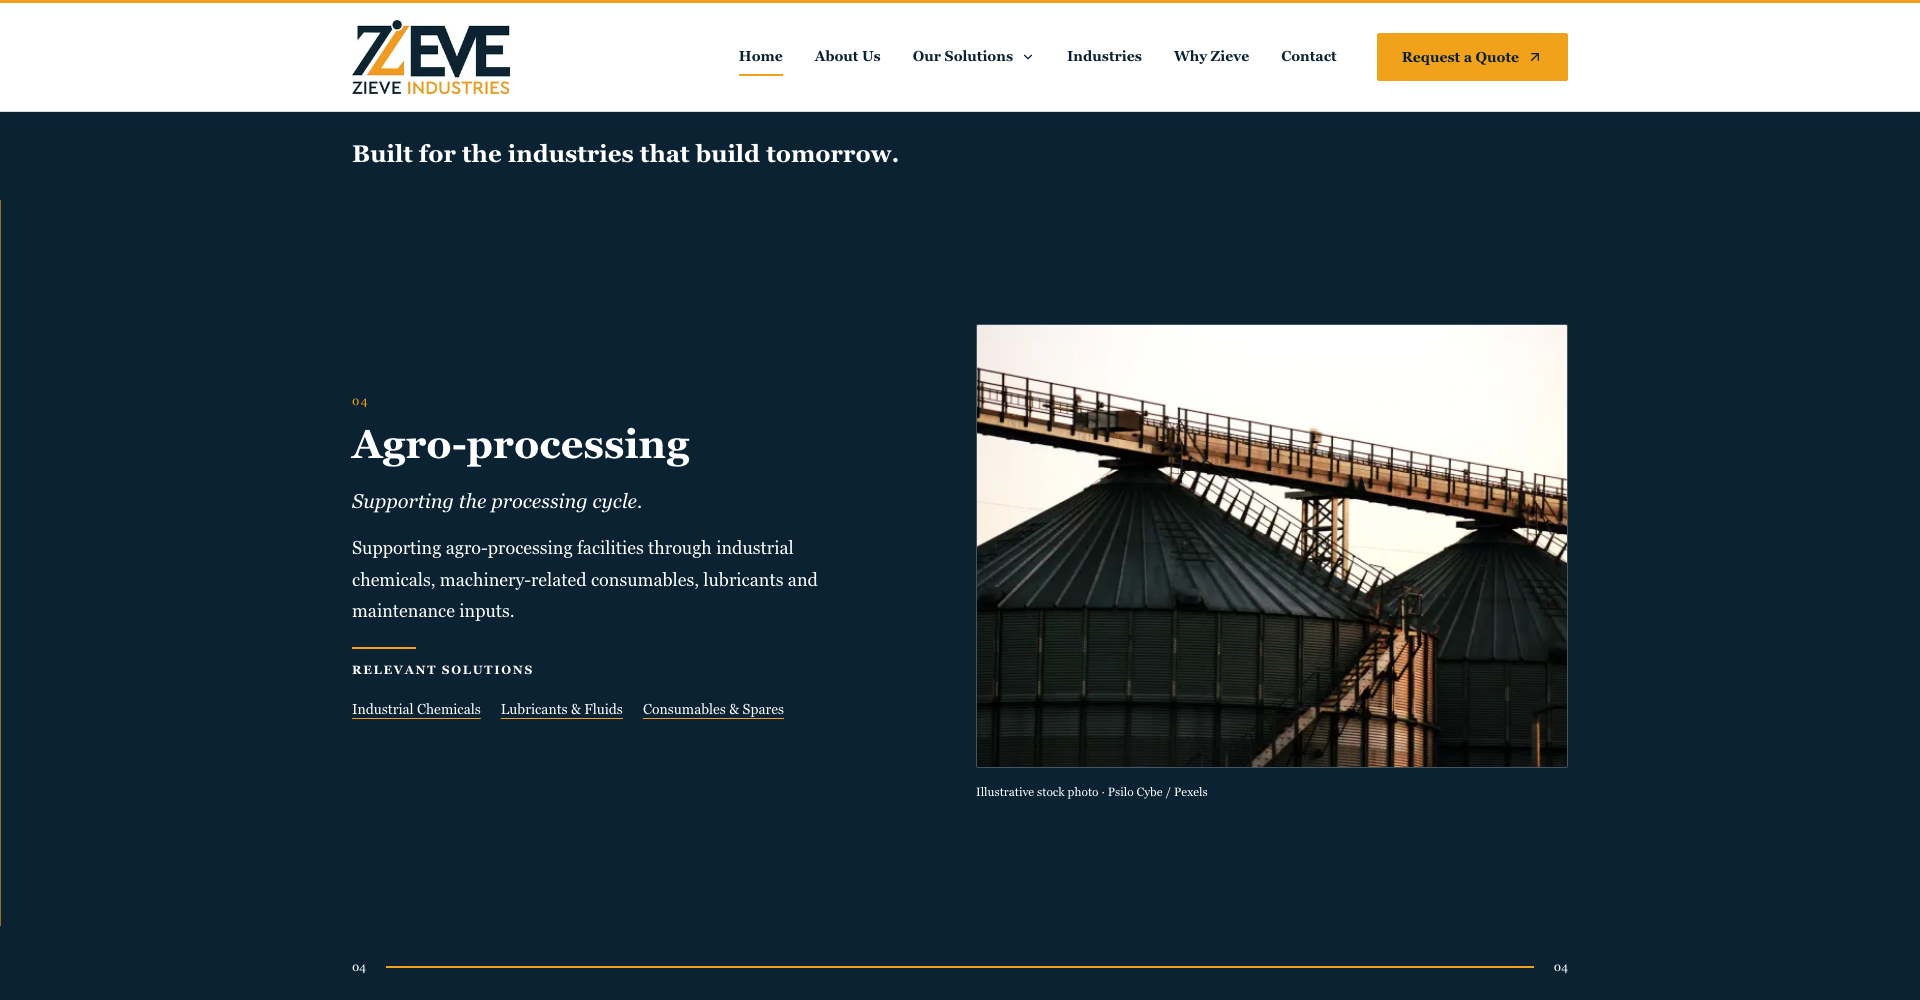 ZIEVE
ZIEVE INDUSTRIES
Home
About Us
Our Solutions
Industries
Why Zieve
Contact
Request a Quote
Built for the industries that build tomorrow.
04
Agro-processing
Supporting the processing cycle.
Supporting agro-processing facilities through industrial
chemicals, machinery-related consumables, lubricants and
maintenance inputs.
RELEVANT SOLUTIONS
Industrial Chemicals
Lubricants & Fluids
Consumables & Spares
Illustrative stock photo · Psilo Cybe / Pexels
04
04